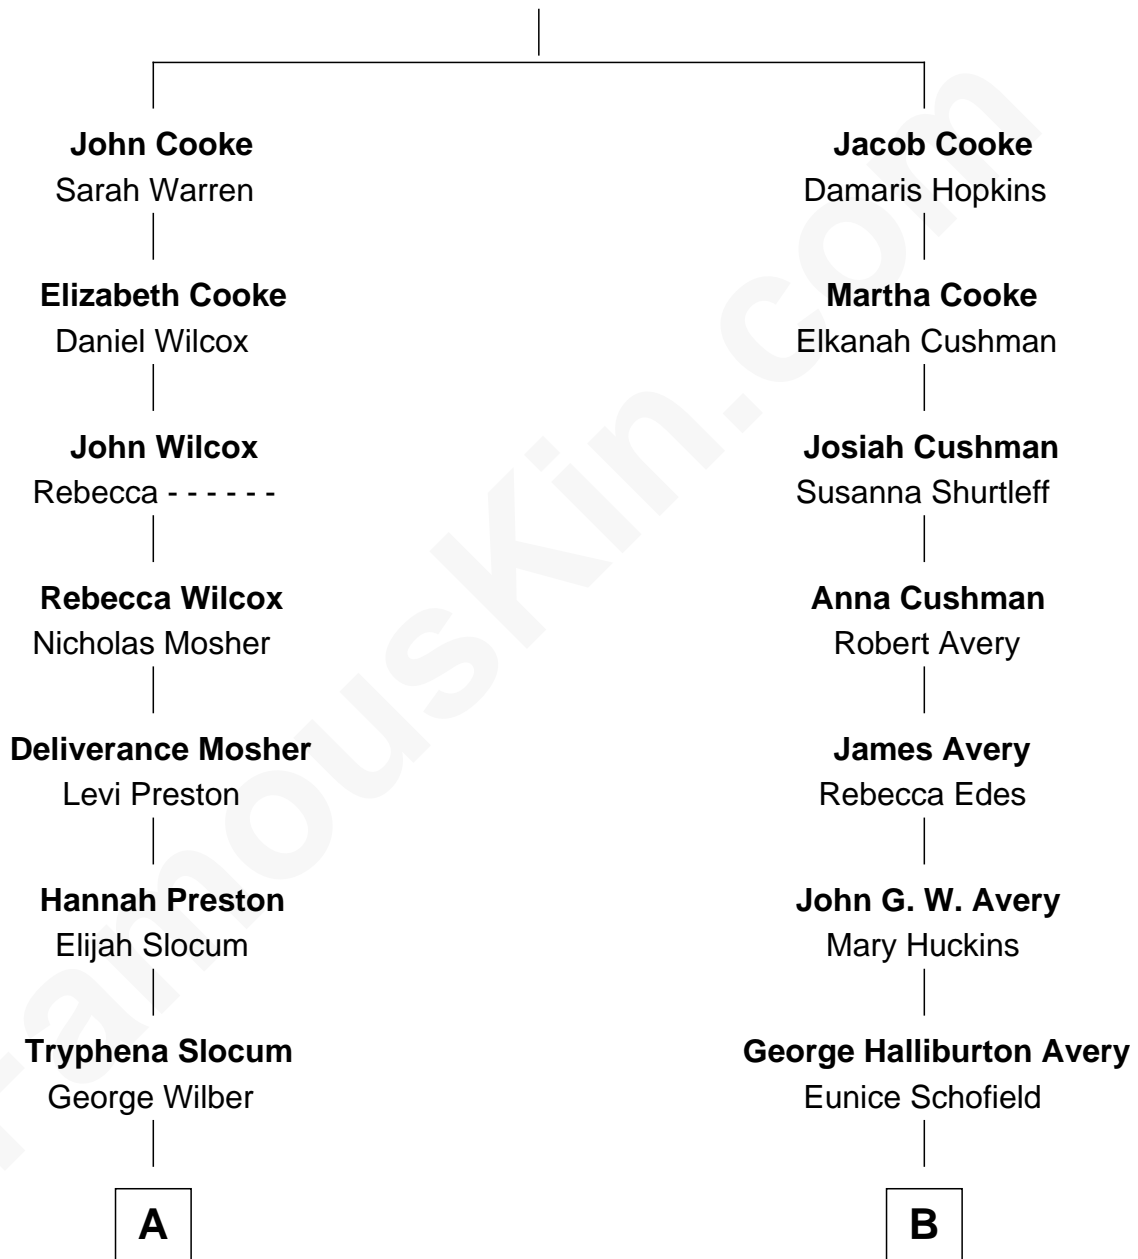 John Cooke
Sarah Warren
Elizabeth Cooke
Daniel Wilcox
John Wilcox
Rebecca - - - - - -
Rebecca Wilcox
Nicholas Mosher
Deliverance Mosher
Levi Preston
Hannah Preston
Elijah Slocum
Tryphena Slocum
George Wilber
A
Jacob Cooke
Damaris Hopkins
Martha Cooke
Elkanah Cushman
Josiah Cushman
Susanna Shurtleff
Anna Cushman
Robert Avery
James Avery
Rebecca Edes
John G. W. Avery
Mary Huckins
George Halliburton Avery
Eunice Schofield
B
FamousKin.com